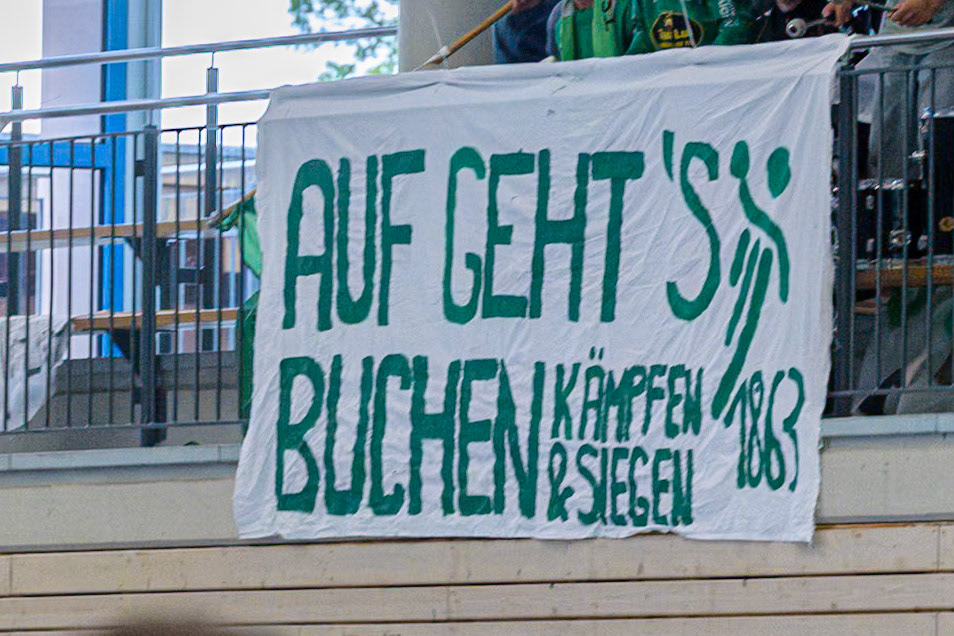 AUF GEHT'S
BUCHEN
KÄMPFEN
& SIEGEN
1863